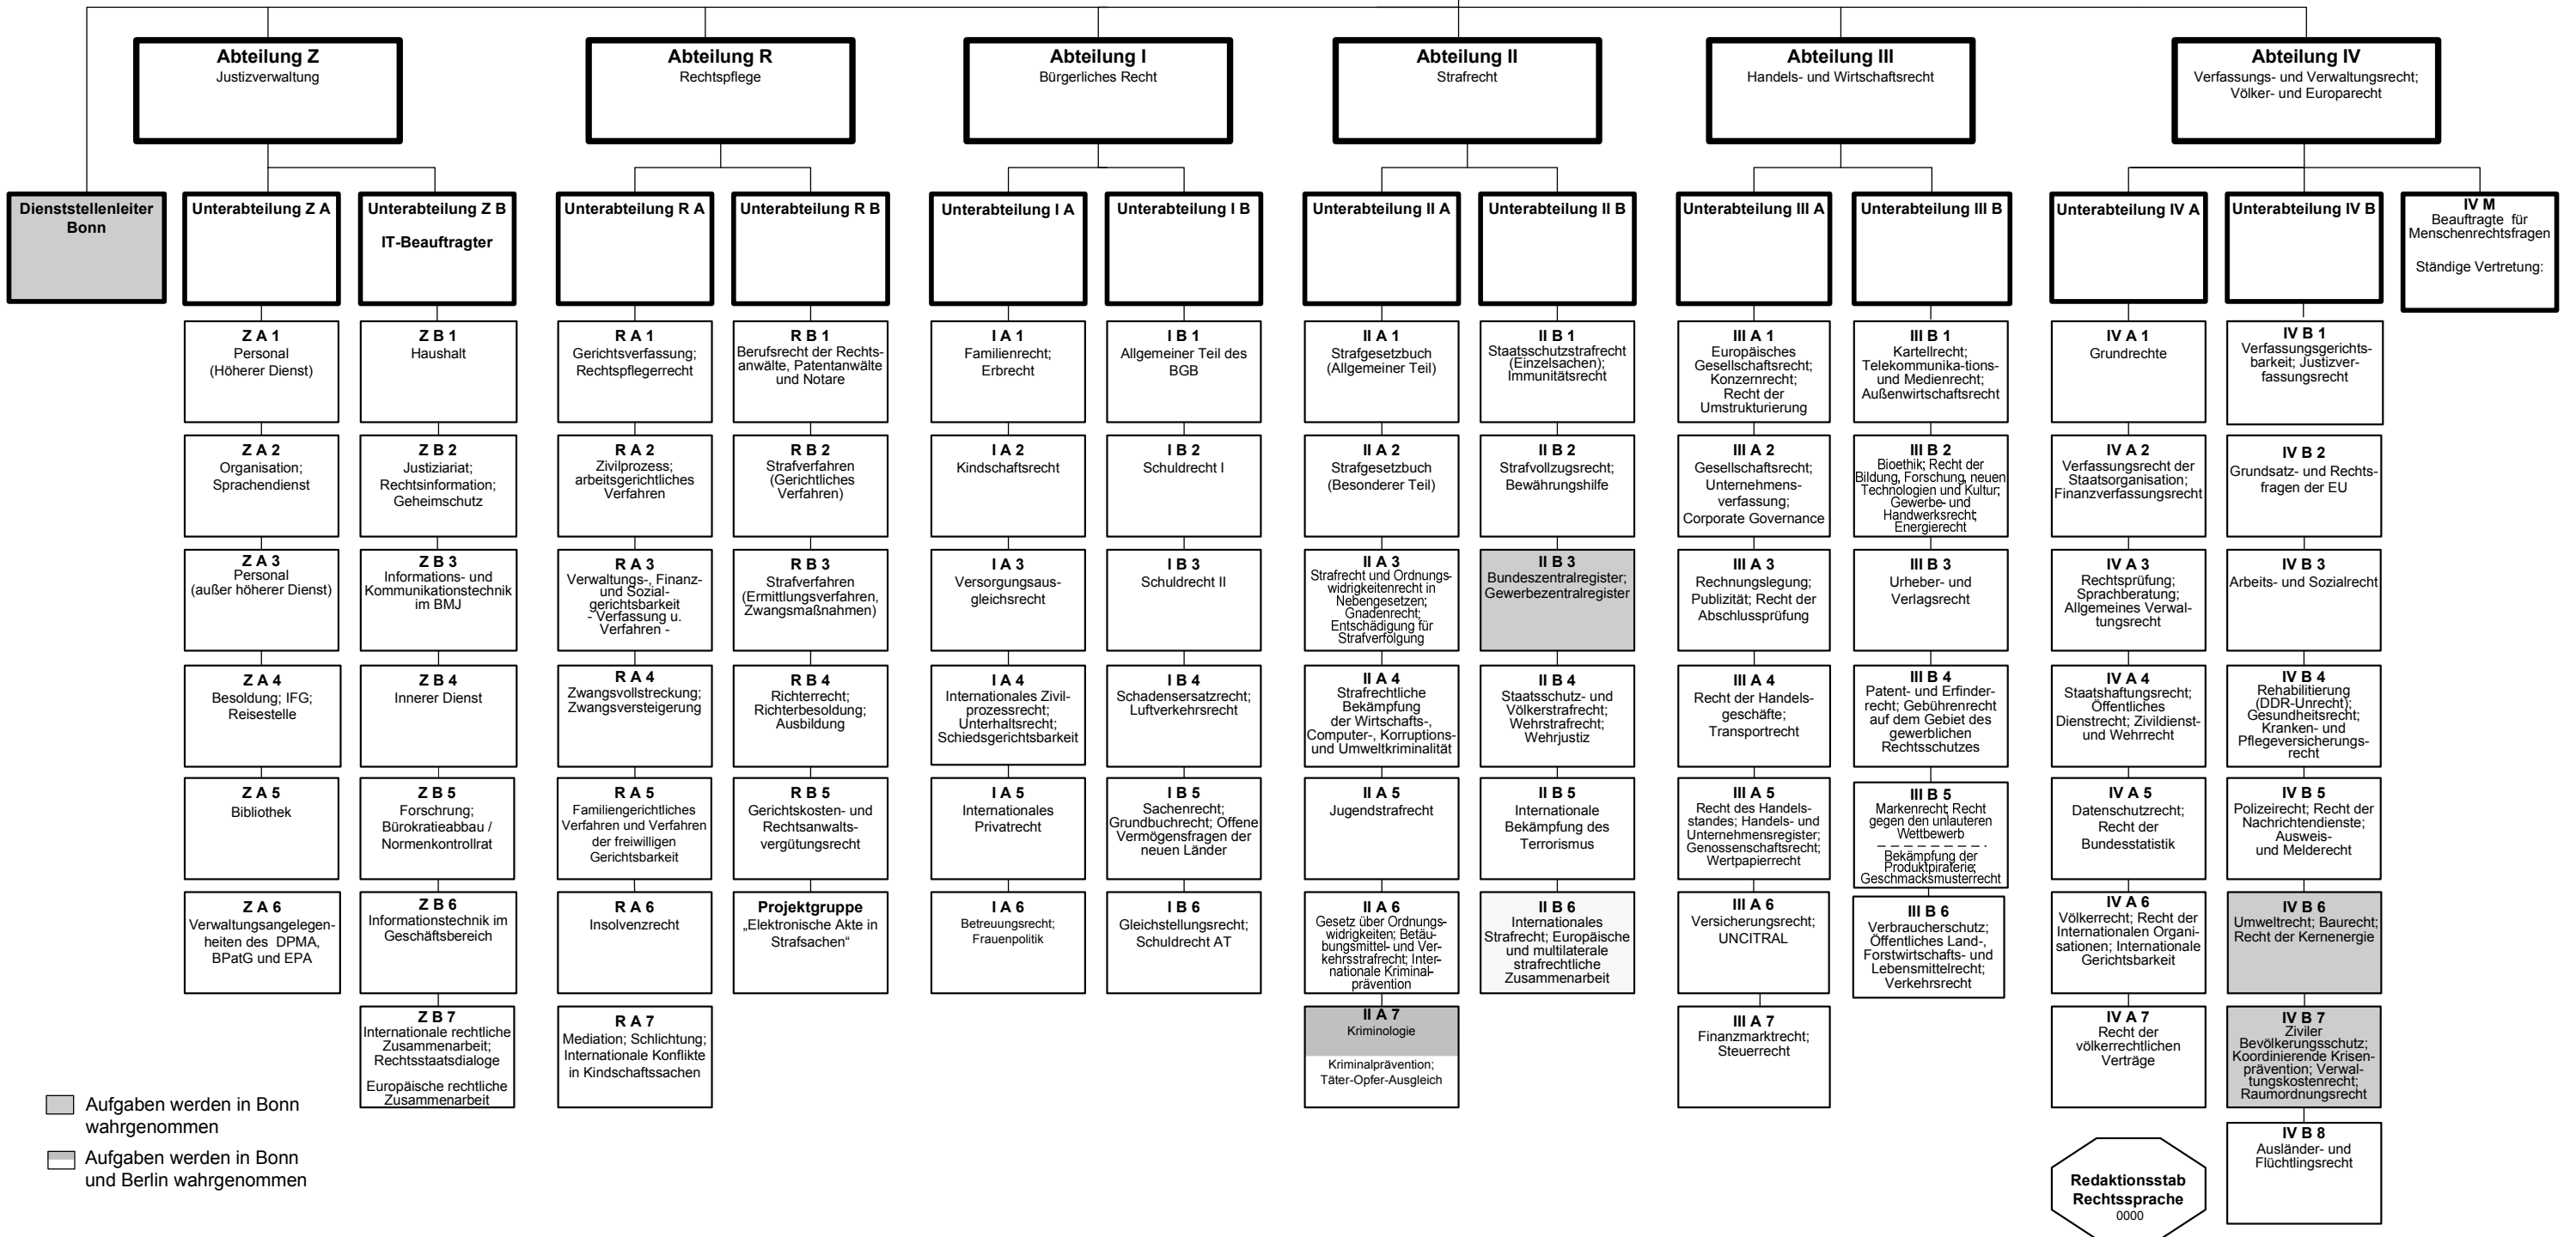 Abteilung Z
Justizverwaltung
Abteilung R
Rechtspflege
Abteilung I
Bürgerliches Recht
Abteilung II
Strafrecht
Abteilung III
Handels- und Wirtschaftsrecht
Abteilung IV
Verfassungs- und Verwaltungsrecht;
Völker- und Europarecht
Dienststellenleiter
Bonn
Unterabteilung Z A
Unterabteilung Z B
IT-Beauftragter
Unterabteilung R A
Unterabteilung R B
Unterabteilung I A
Unterabteilung I B
Unterabteilung II A
Unterabteilung II B
Unterabteilung III A
Unterabteilung III B
Unterabteilung IV A
Unterabteilung IV B
IV M
Beauftragte für
Menschenrechtsfragen
Ständige Vertretung:
Z A 1
Personal
(Höherer Dienst)
Z B 1
Haushalt
R A 1
Gerichtsverfassung;
Rechtspflegerrecht
R B 1
Berufsrecht der Rechts-
anwälte, Patentanwälte
und Notare
I A 1
Familienrecht;
Erbrecht
I B 1
Allgemeiner Teil des
BGB
II A 1
Strafgesetzbuch
(Allgemeiner Teil)
II B 1
Staatsschutzstrafrecht
(Einzelsachen);
Immunitätsrecht
III A 1
Europäisches
Gesellschaftsrecht;
Konzernrecht;
Recht der
Umstrukturierung
III B 1
Kartellrecht;
Telekommunika-tions-
und Medienrecht;
Außenwirtschaftsrecht
IV A 1
Grundrechte
IV B 1
Verfassungsgerichts-
barkeit; Justizver-
fassungsrecht
Z A 2
Organisation;
Sprachendienst
Z B 2
Justiziariat;
Rechtsinformation;
Geheimschutz
R A 2
Zivilprozess;
arbeitsgerichtliches
Verfahren
R B 2
Strafverfahren
(Gerichtliches
Verfahren)
I A 2
Kindschaftsrecht
I B 2
Schuldrecht I
II A 2
Strafgesetzbuch
(Besonderer Teil)
II B 2
Strafvollzugsrecht;
Bewährungshilfe
III A 2
Gesellschaftsrecht;
Unternehmens-
verfassung;
Corporate Governance
III B 2
Bioethik; Recht der
Bildung, Forschung, neuen
Technologien und Kultur;
Gewerbe- und
Handwerksrecht;
Energierecht
IV A 2
Verfassungsrecht der
Staatsorganisation;
Finanzverfassungsrecht
IV B 2
Grundsatz- und Rechts-
fragen der EU
Z A 3
Personal
(außer höherer Dienst)
Z B 3
Informations- und
Kommunikationstechnik
im BMJ
R A 3
Verwaltungs-, Finanz-
und Sozial-
gerichtsbarkeit
- Verfassung u.
Verfahren -
R B 3
Strafverfahren
(Ermittlungsverfahren,
Zwangsmaßnahmen)
I A 3
Versorgungsaus-
gleichsrecht
I B 3
Schuldrecht II
II A 3
Strafrecht und Ordnungs-
widrigkeitenrecht in
Nebengesetzen;
Gnadenrecht;
Entschädigung für
Strafverfolgung
II B 3
Bundeszentralregister;
Gewerbezentralregister
III A 3
Rechnungslegung;
Publizität; Recht der
Abschlussprüfung
III B 3
Urheber- und
Verlagsrecht
IV A 3
Rechtsprüfung;
Sprachberatung;
Allgemeines Verwal-
tungsrecht
IV B 3
Arbeits- und Sozialrecht
Z A 4
Besoldung; IFG;
Reisestelle
Z B 4
Innerer Dienst
R A 4
Zwangsvollstreckung;
Zwangsversteigerung
R B 4
Richterrecht;
Richterbesoldung;
Ausbildung
I A 4
Internationales Zivil-
prozessrecht;
Unterhaltsrecht;
Schiedsgerichtsbarkeit
I B 4
Schadensersatzrecht;
Luftverkehrsrecht
II A 4
Strafrechtliche
Bekämpfung
der Wirtschafts-,
Computer-, Korruptions-
und Umweltkriminalität
II B 4
Staatsschutz- und
Völkerstrafrecht;
Wehrstrafrecht;
Wehrjustiz
III A 4
Recht der Handels-
geschäfte;
Transportrecht
III B 4
Patent- und Erfinder-
recht; Gebührenrecht
auf dem Gebiet des
gewerblichen
Rechtsschutzes
IV A 4
Staatshaftungsrecht;
Öffentliches
Dienstrecht; Zivildienst-
und Wehrrecht
IV B 4
Rehabilitierung
(DDR-Unrecht);
Gesundheitsrecht;
Kranken- und
Pflegeversicherungs-
recht
Z A 5
Bibliothek
Z B 5
Forschrung;
Bürokratieabbau /
Normenkontrollrat
R A 5
Familiengerichtliches
Verfahren und Verfahren
der freiwilligen
Gerichtsbarkeit
R B 5
Gerichtskosten- und
Rechtsanwalts-
vergütungsrecht
I A 5
Internationales
Privatrecht
I B 5
Sachenrecht;
Grundbuchrecht; Offene
Vermögensfragen der
neuen Länder
II A 5
Jugendstrafrecht
II B 5
Internationale
Bekämpfung des
Terrorismus
III A 5
Recht des Handels-
standes; Handels- und
Unternehmensregister;
Genossenschaftsrecht;
Wertpapierrecht
III B 5
Markenrecht; Recht
gegen den unlauteren
Wettbewerb
Bekämpfung der
Produktpiraterie;
Geschmacksmusterrecht
IV A 5
Datenschutzrecht;
Recht der
Bundesstatistik
IV B 5
Polizeirecht; Recht der
Nachrichtendienste;
Ausweis-
und Melderecht
Z A 6
Verwaltungsangelegen-
heiten des DPMA,
BPatG und EPA
Z B 6
Informationstechnik im
Geschäftsbereich
R A 6
Insolvenzrecht
Projektgruppe
„Elektronische Akte in
Strafsachen“
I A 6
Betreuungsrecht;
Frauenpolitik
I B 6
Gleichstellungsrecht;
Schuldrecht AT
II A 6
Gesetz über Ordnungs-
widrigkeiten; Betäu-
bungsmittel- und Ver-
kehrsstrafrecht; Inter-
nationale Kriminal-
prävention
II B 6
Internationales
Strafrecht; Europäische
und multilaterale
strafrechtliche
Zusammenarbeit
III A 6
Versicherungsrecht;
UNCITRAL
III B 6
Verbraucherschutz;
Öffentliches Land-,
Forstwirtschafts- und
Lebensmittelrecht;
Verkehrsrecht
IV A 6
Völkerrecht; Recht der
Internationalen Organi-
sationen; Internationale
Gerichtsbarkeit
IV B 6
Umweltrecht; Baurecht;
Recht der Kernenergie
Z B 7
Internationale rechtliche
Zusammenarbeit;
Rechtsstaatsdialoge
Europäische rechtliche
Zusammenarbeit
R A 7
Mediation; Schlichtung;
Internationale Konflikte
in Kindschaftssachen
II A 7
Kriminologie
Kriminalprävention;
Täter-Opfer-Ausgleich
III A 7
Finanzmarktrecht;
Steuerrecht
IV A 7
Recht der
völkerrechtlichen
Verträge
IV B 7
Ziviler
Bevölkerungsschutz;
Koordinierende Krisen-
prävention; Verwal-
tungskostenrecht;
Raumordnungsrecht
IV B 8
Ausländer- und
Flüchtlingsrecht
Redaktionsstab
Rechtssprache
0000
Aufgaben werden in Bonn
wahrgenommen
Aufgaben werden in Bonn
und Berlin wahrgenommen